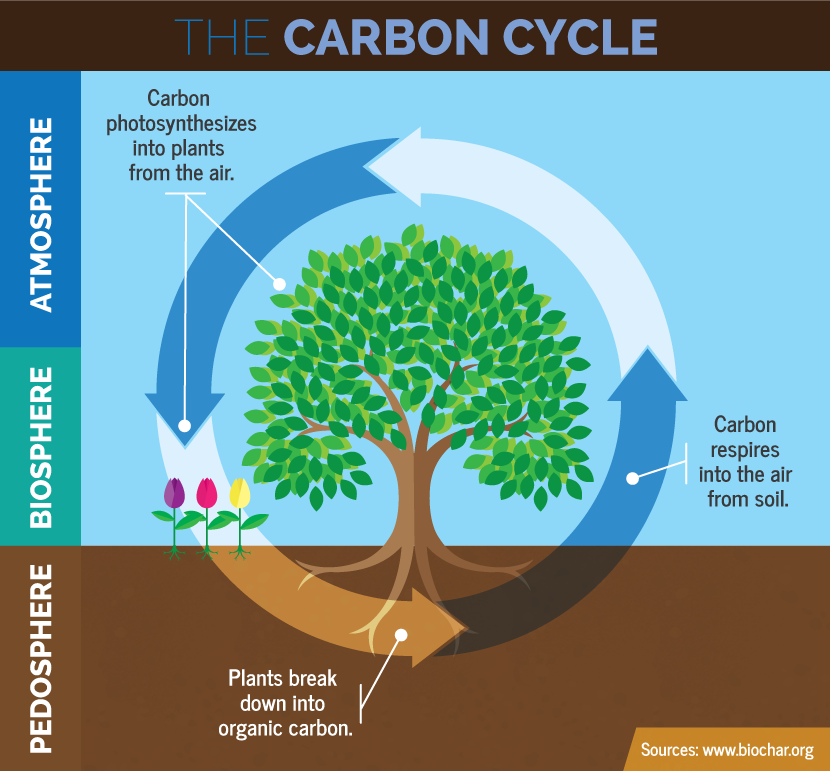 THE CARBON CYCLE
ATMOSPHERE
Carbon
photosynthesizes
into plants
from the air.
BIOSPHERE
Carbon
respires
into the air
from soil.
PEDOSPHERE
Plants break
down into
organic carbon.
Sources: www.biochar.org